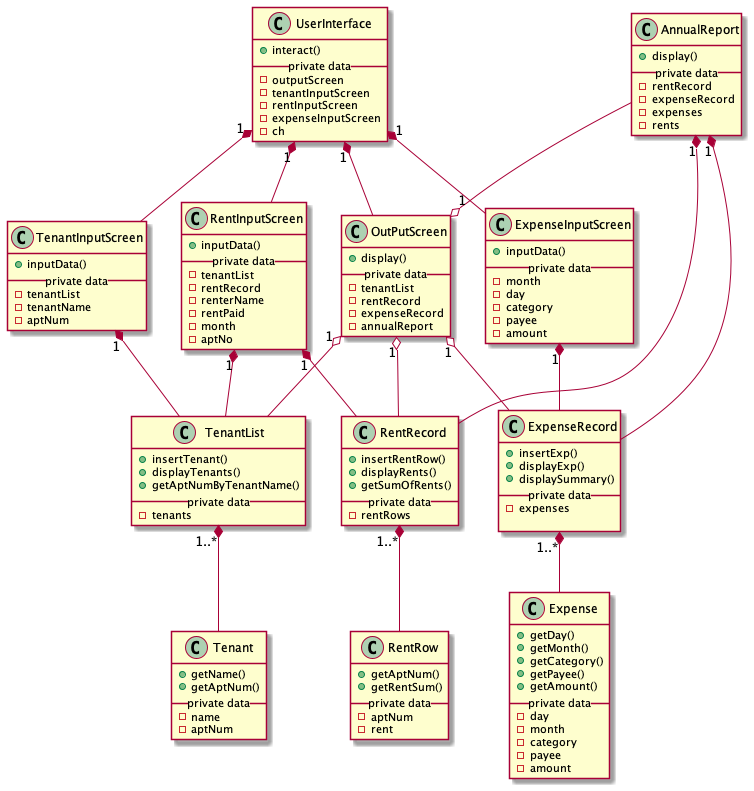 C UserInterface
interact()
private data
outputScreen
tenantInputScreen
rentInputScreen
expenseInputScreen
ch
C AnnualReport
display()
private data
rentRecord
expenseRecord
expenses
rents
1
1
1
1
1
1
1
C TenantInputScreen
inputData()
private data
tenantList
tenantName
aptNum
C RentInputScreen
inputData()
private data
tenantList
rentRecord
renterName
rentPaid
month
aptNo
C OutPutScreen
display()
private data
tenantList
rentRecord
expenseRecord
annualReport
C ExpenseInputScreen
inputData()
private data
month
day
category
payee
amount
1
1
1
1
1
1
1
C TenantList
insertTenant()
displayTenants()
getAptNumByTenantName()
private data
tenants
C RentRecord
insertRentRow()
displayRents()
getSumOfRents()
private data
rentRows
C ExpenseRecord
insertExp()
displayExp()
displaySummary()
private data
expenses
1..*
1..*
1..*
C Tenant
getName()
getAptNum()
private data
name
aptNum
C RentRow
getAptNum()
getRentSum()
private data
aptNum
rent
C Expense
getDay()
getMonth()
getCategory()
getPayee()
getAmount()
private data
day
month
category
payee
amount